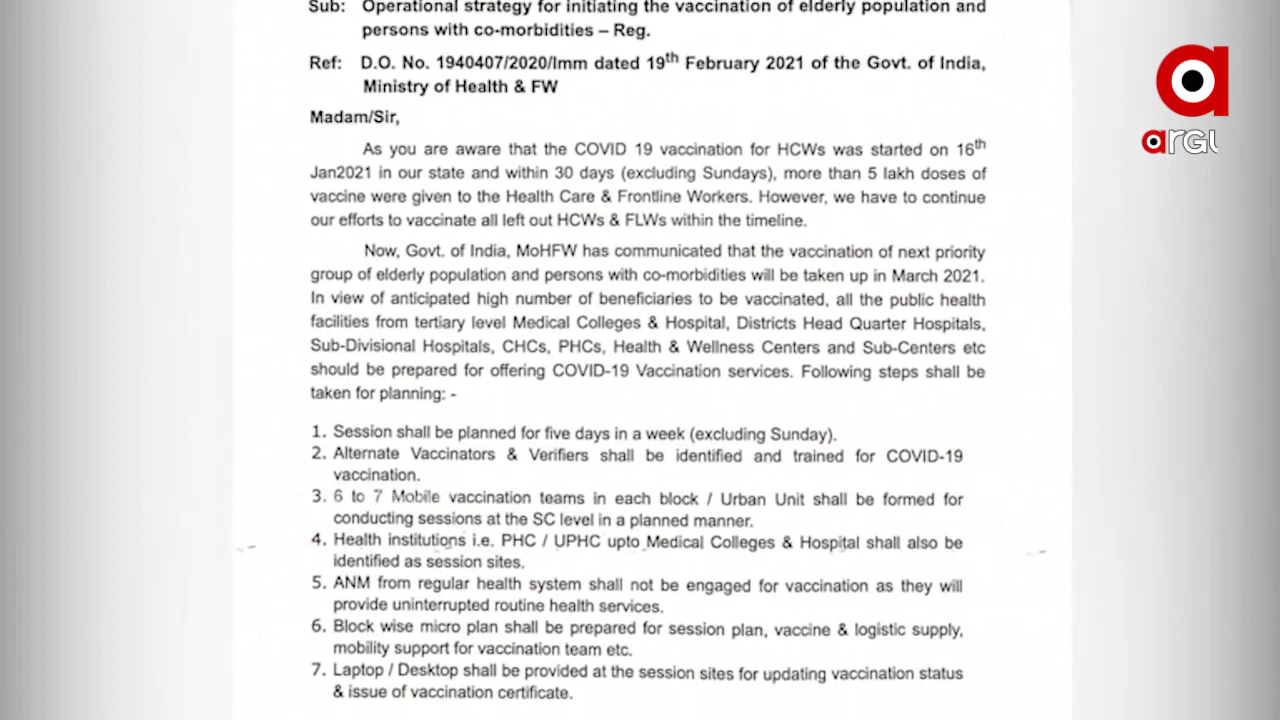 Sub: Operational strategy for initiating the vaccination of elderly population and
persons with co-morbidities – Reg.
Ref: D.O. No. 1940407/2020/Imm dated 19th February 2021 of the Govt. of India,
Ministry of Health & FW
Madam/Sir,
As you are aware that the COVID 19 vaccination for HCWs was started on 16th
Jan2021 in our state and within 30 days (excluding Sundays), more than 5 lakh doses of
vaccine were given to the Health Care & Frontline Workers. However, we have to continue
our efforts to vaccinate all left out HCWs & FLWs within the timeline.
Now, Govt. of India, MoHFW has communicated that the vaccination of next priority
group of elderly population and persons with co-morbidities will be taken up in March 2021.
In view of anticipated high number of beneficiaries to be vaccinated, all the public health
facilities from tertiary level Medical Colleges & Hospital, Districts Head Quarter Hospitals,
Sub-Divisional Hospitals, CHCs, PHCs, Health & Wellness Centers and Sub-Centers etc
should be prepared for offering COVID-19 Vaccination services. Following steps shall be
taken for planning: -
1. Session shall be planned for five days in a week (excluding Sunday).
2. Alternate Vaccinators & Verifiers shall be identified and trained for COVID-19
vaccination.
3. 6 to 7 Mobile vaccination teams in each block / Urban Unit shall be formed for
conducting sessions at the SC level in a planned manner.
4. Health institutions i.e. PHC / UPHC upto Medical Colleges & Hospital shall also be
identified as session sites.
5. ANM from regular health system shall not be engaged for vaccination as they will
provide uninterrupted routine health services.
6. Block wise micro plan shall be prepared for session plan, vaccine & logistic supply,
mobility support for vaccination team etc.
7. Laptop / Desktop shall be provided at the session sites for updating vaccination status
& issue of vaccination certificate.